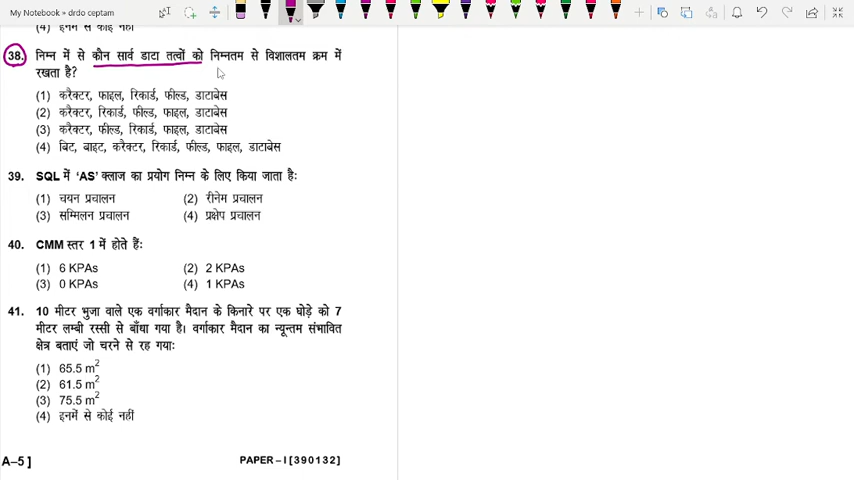 My Notebook » drdo ceptam
(4) इनमें से कोई नहीं
38. निम्न में से कौन सार्व डाटा तत्वों को निम्नतम से विशालतम क्रम में
रखता है?
(1) करैक्टर, फाइल, रिकार्ड, फील्ड, डाटाबेस
(2) करैक्टर, रिकार्ड, फील्ड, फाइल, डाटाबेस
(3) करैक्टर, फील्ड, रिकार्ड, फाइल, डाटाबेस
(4) बिट, बाइट, करैक्टर, रिकार्ड, फील्ड, फाइल, डाटाबेस
39. SQL में ‘AS’ क्लाज का प्रयोग निम्न के लिए किया जाता है:
(1) चयन प्रचालन (2) रीनेम प्रचालन
(3) सम्मिलन प्रचालन (4) प्रक्षेप प्रचालन
40. CMM स्तर 1 में होते हैं:
(1) 6 KPAs (2) 2 KPAs
(3) 0 KPAs (4) 1 KPAs
41. 10 मीटर भुजा वाले एक वर्गाकार मैदान के किनारे पर एक घोड़े को 7
मीटर लम्बी रस्सी से बाँधा गया है। वर्गाकार मैदान का न्यूनतम संभावित
क्षेत्र बताएं जो चरने से रह गया:
(1) 65.5 m²
(2) 61.5 m²
(3) 75.5 m²
(4) इनमें से कोई नहीं
A–5 ] PAPER – I [ 390132 ]